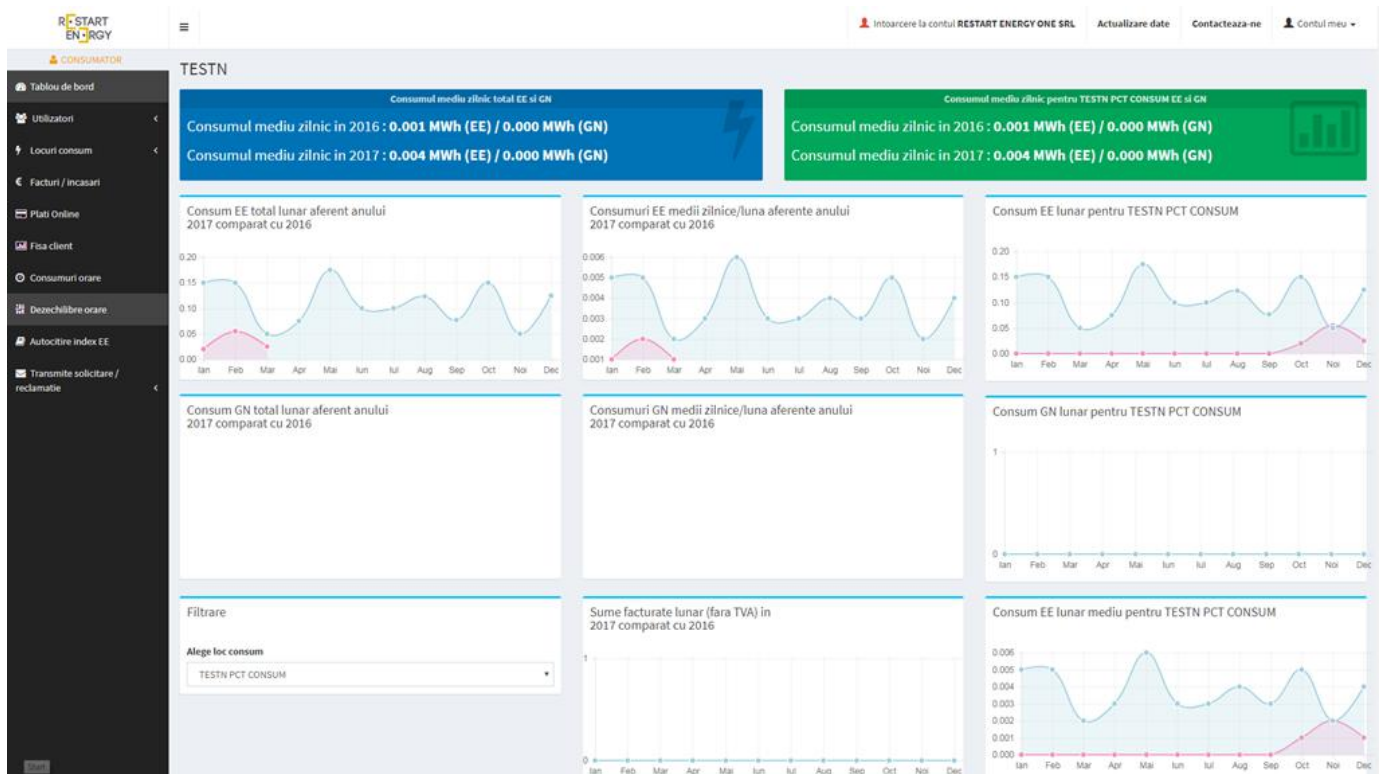 RESTART
ENERGY
Intoarcere la contul RESTART ENERGY ONE SRL
Actualizare date
Contacteaza-ne
Contul meu
CONSUMATOR
Tablou de bord
Utilizatori
Locuri consum
Facturi / incasari
Plati Online
Fisa client
Consumuri orare
Dezechilibre orare
Autocitire index EE
Transmite solicitare /
reclamatie
Start
TESTN
Consumul mediu zilnic total EE si GN
Consumul mediu zilnic in 2016 : 0.001 MWh (EE) / 0.000 MWh (GN)
Consumul mediu zilnic in 2017 : 0.004 MWh (EE) / 0.000 MWh (GN)
Consumul mediu zilnic pentru TESTN PCT CONSUM EE si GN
Consumul mediu zilnic in 2016 : 0.001 MWh (EE) / 0.000 MWh (GN)
Consumul mediu zilnic in 2017 : 0.004 MWh (EE) / 0.000 MWh (GN)
Consum EE total lunar aferent anului
2017 comparat cu 2016
0.20
0.15
0.10
0.05
0.00
Ian Feb Mar Apr Mai Iun Iul Aug Sep Oct Noi Dec
Consumuri EE medii zilnice/luna aferente anului
2017 comparat cu 2016
0.006
0.005
0.004
0.003
0.002
0.001
Ian Feb Mar Apr Mai Iun Iul Aug Sep Oct Noi Dec
Consum EE lunar pentru TESTN PCT CONSUM
0.20
0.15
0.10
0.05
0.00
Ian Feb Mar Apr Mai Iun Iul Aug Sep Oct Noi Dec
Consum GN total lunar aferent anului
2017 comparat cu 2016
Consumuri GN medii zilnice/luna aferente anului
2017 comparat cu 2016
Consum GN lunar pentru TESTN PCT CONSUM
1
0
Ian Feb Mar Apr Mai Iun Iul Aug Sep Oct Noi Dec
Filtrare
Alege loc consum
TESTN PCT CONSUM
Sume facturate lunar (fara TVA) in
2017 comparat cu 2016
1
0
Ian Feb Mar Apr Mai Iun Iul Aug Sep Oct Noi Dec
Consum EE lunar mediu pentru TESTN PCT CONSUM
0.006
0.005
0.004
0.003
0.002
0.001
0.000
Ian Feb Mar Apr Mai Iun Iul Aug Sep Oct Noi Dec